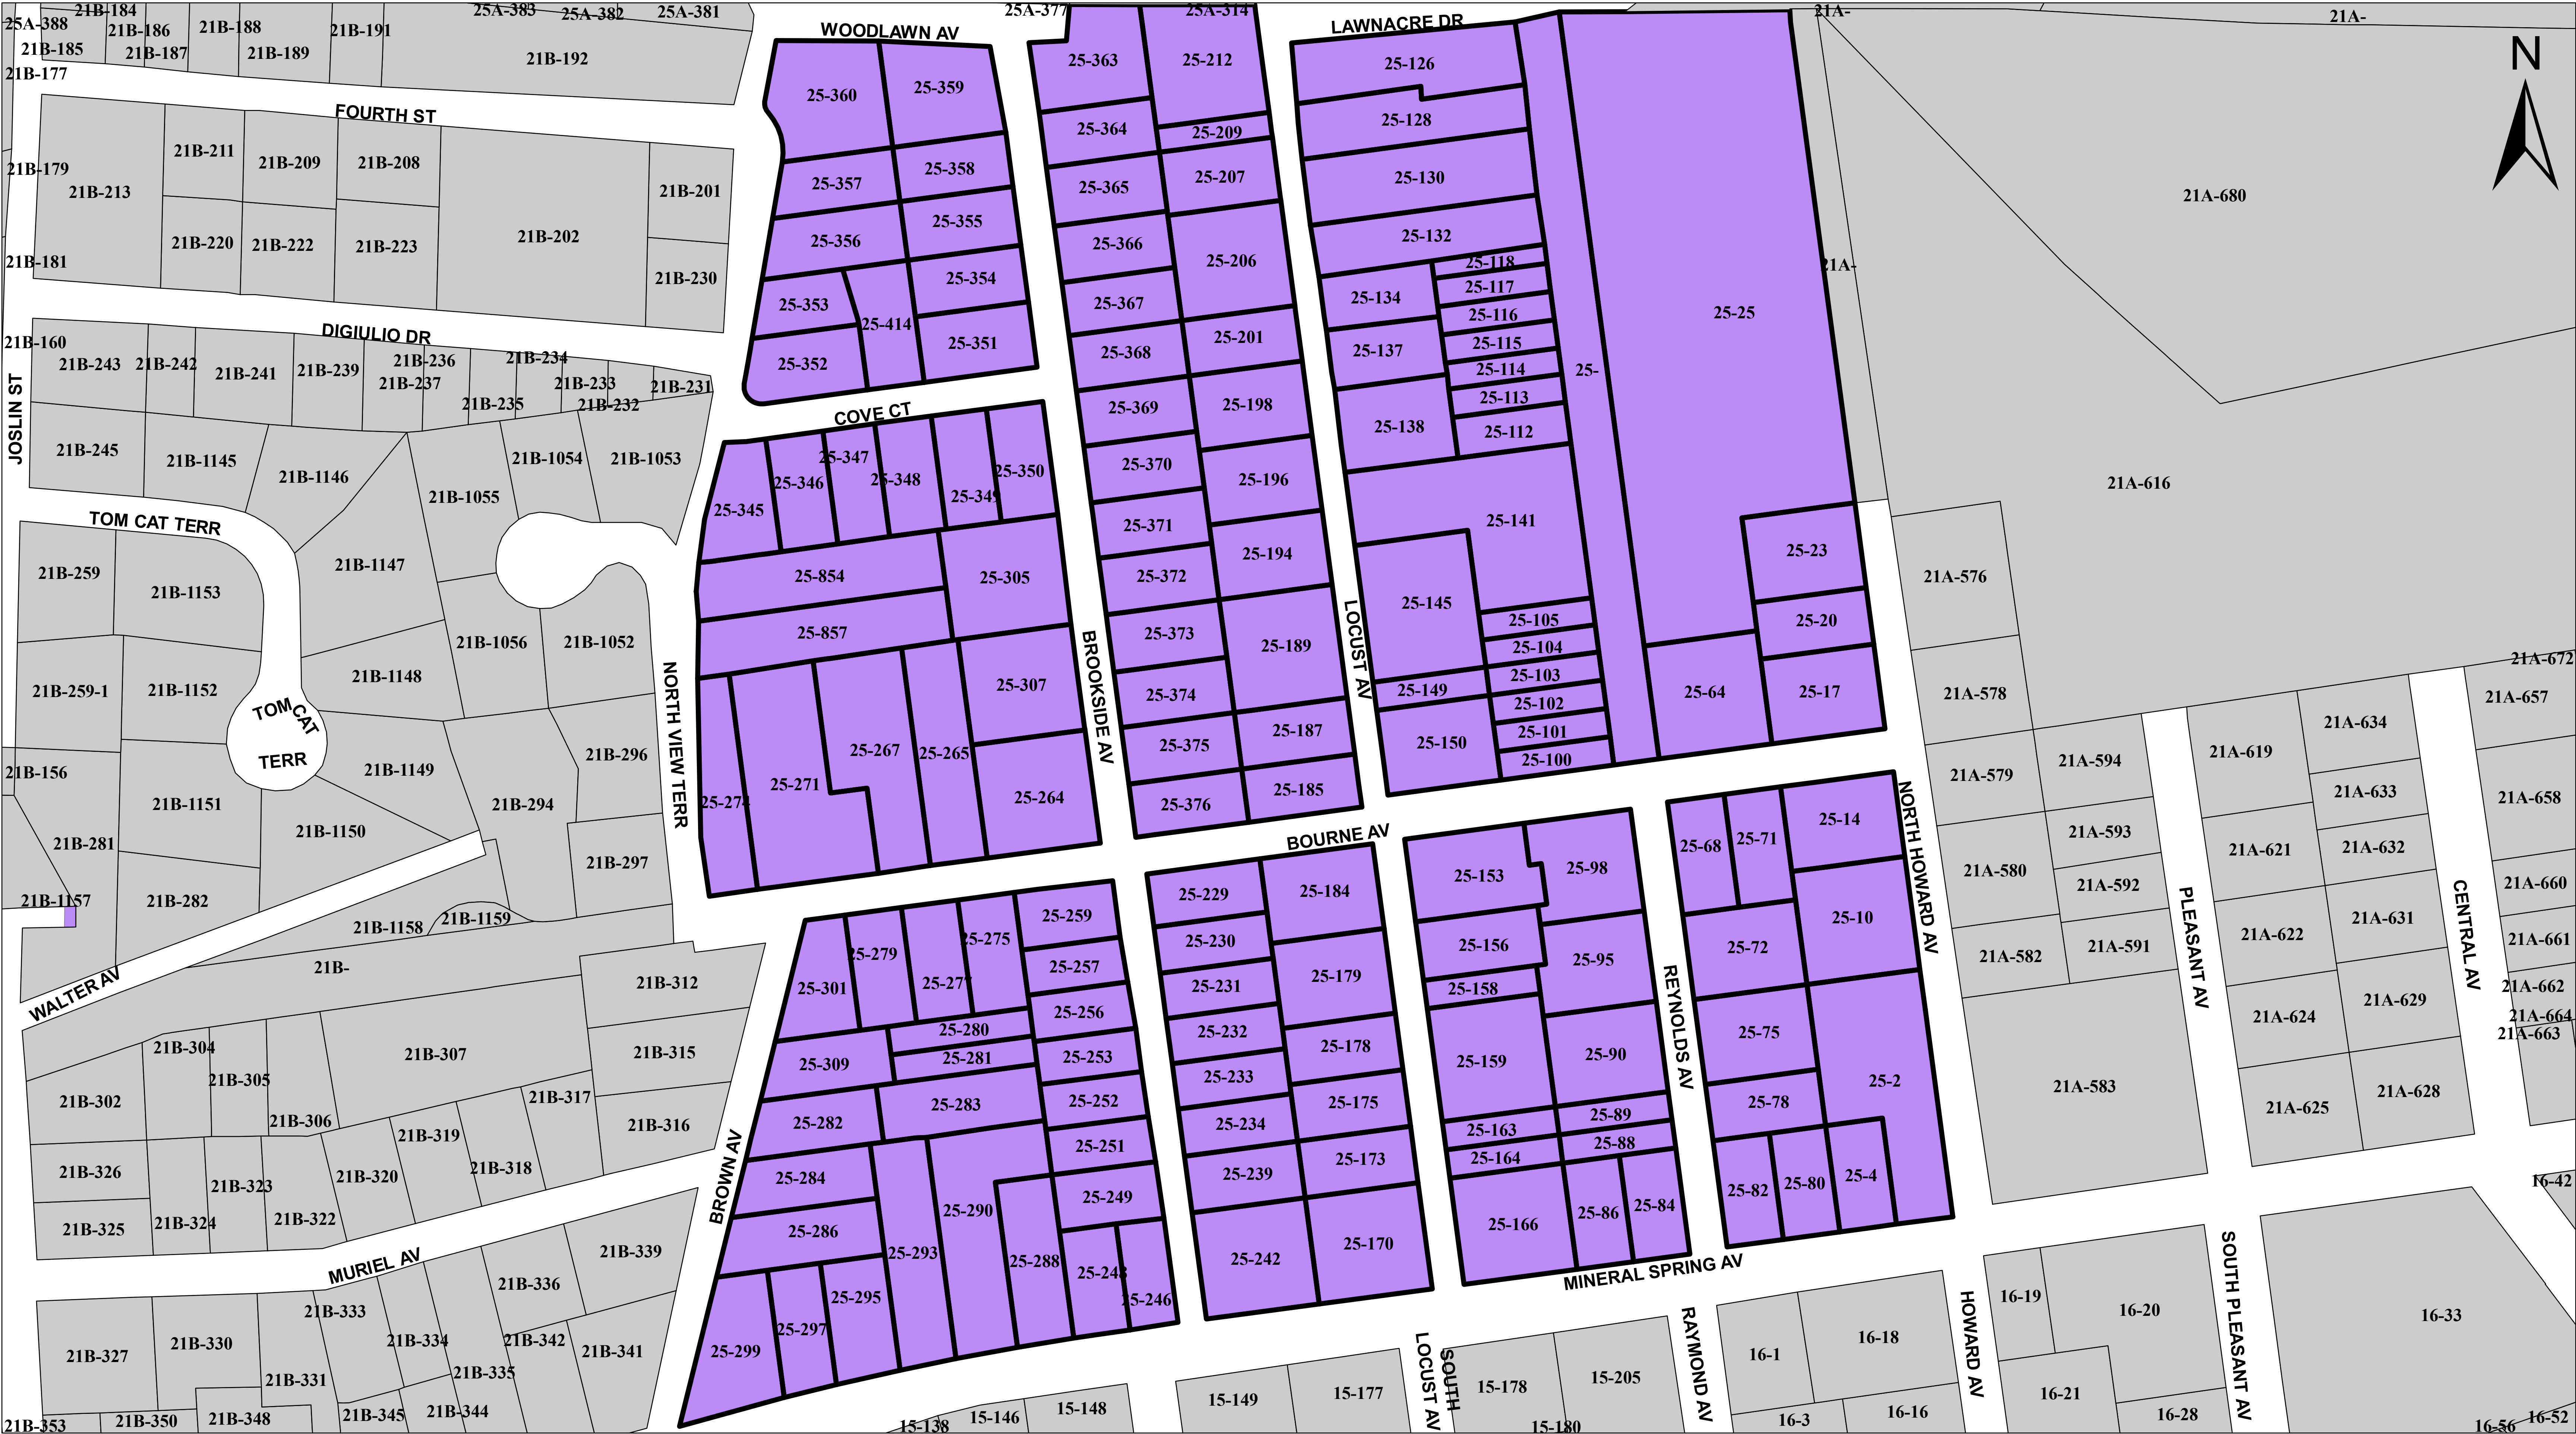 25A-388
21B-184
21B-186
21B-188
21B-191
25A-383
25A-382
25A-381
21B-185
21B-187
21B-189
21B-192
21B-177
WOODLAWN AV
25A-377
25A-314
LAWNACRE DR
21A-
21A-
N
FOURTH ST
21B-179
21B-213
21B-211
21B-209
21B-208
21B-202
21B-201
21B-181
21B-220
21B-222
21B-223
21B-230
DIGIULIO DR
21B-160
21B-243
21B-242
21B-241
21B-239
21B-236
21B-237
21B-234
21B-235
21B-233
21B-232
21B-231
JOSLIN ST
21B-245
21B-1145
21B-1146
21B-1055
21B-1054
21B-1053
TOM CAT TERR
21B-259
21B-1153
21B-1147
21B-1056
21B-1052
21B-259-1
21B-1152
21B-1148
TOM CAT
TERR
21B-156
21B-1151
21B-1149
21B-294
21B-296
21B-281
21B-1150
21B-297
21B-1157
21B-282
21B-1158
21B-1159
NORTH VIEW TERR
WALTER AV
21B-
21B-312
21B-304
21B-305
21B-307
21B-315
21B-302
21B-306
21B-317
21B-316
21B-326
21B-323
21B-320
21B-319
21B-318
21B-325
21B-324
21B-322
MURIEL AV
BROWN AV
21B-339
21B-336
21B-333
21B-327
21B-330
21B-334
21B-342
21B-341
21B-331
21B-335
21B-353
21B-350
21B-348
21B-345
21B-344
25-360
25-359
25-357
25-358
25-356
25-355
25-353
25-414
25-354
25-352
25-351
COVE CT
25-345
25-346
25-347
25-348
25-349
25-350
25-854
25-305
25-857
25-307
25-274
25-271
25-267
25-265
25-264
BROOKSIDE AV
25-363
25-212
25-364
25-209
25-365
25-207
25-366
25-206
25-367
25-368
25-201
25-369
25-198
25-370
25-196
25-371
25-194
25-372
25-373
25-189
25-374
25-375
25-187
25-376
25-185
LOCUST AV
BOURNE AV
25-126
25-128
25-130
25-132
25-118
25-134
25-117
25-116
25-137
25-115
25-114
25-113
25-138
25-112
25-
25-25
25-141
25-145
25-105
25-104
25-103
25-149
25-102
25-150
25-101
25-100
25-23
25-20
25-64
25-17
21A-680
21A-
21A-616
21A-576
21A-578
21A-672
21A-657
21A-579
21A-594
21A-619
21A-634
21A-633
21A-658
21A-580
21A-593
21A-621
21A-632
21A-592
21A-660
21A-582
21A-591
21A-622
21A-631
21A-661
21A-583
21A-624
21A-629
21A-662
21A-664
21A-663
21A-625
21A-628
NORTH HOWARD AV
PLEASANT AV
CENTRAL AV
25-301
25-279
25-277
25-275
25-259
25-257
25-256
25-280
25-309
25-281
25-253
25-282
25-283
25-252
25-251
25-284
25-290
25-249
25-286
25-293
25-288
25-248
25-246
25-295
25-297
25-299
25-229
25-184
25-230
25-231
25-179
25-232
25-178
25-233
25-175
25-234
25-239
25-173
25-242
25-170
25-153
25-98
25-156
25-95
25-158
25-159
25-90
25-163
25-89
25-164
25-88
25-166
25-86
25-84
REYNOLDS AV
25-68
25-71
25-14
25-72
25-10
25-75
25-2
25-78
25-82
25-80
25-4
MINERAL SPRING AV
15-138
15-146
15-148
15-149
15-177
SOUTH
LOCUST AV
15-178
15-205
15-180
RAYMOND AV
16-1
16-18
16-3
16-16
HOWARD AV
16-19
16-20
16-21
16-28
SOUTH PLEASANT AV
16-33
16-42
16-56
16-52